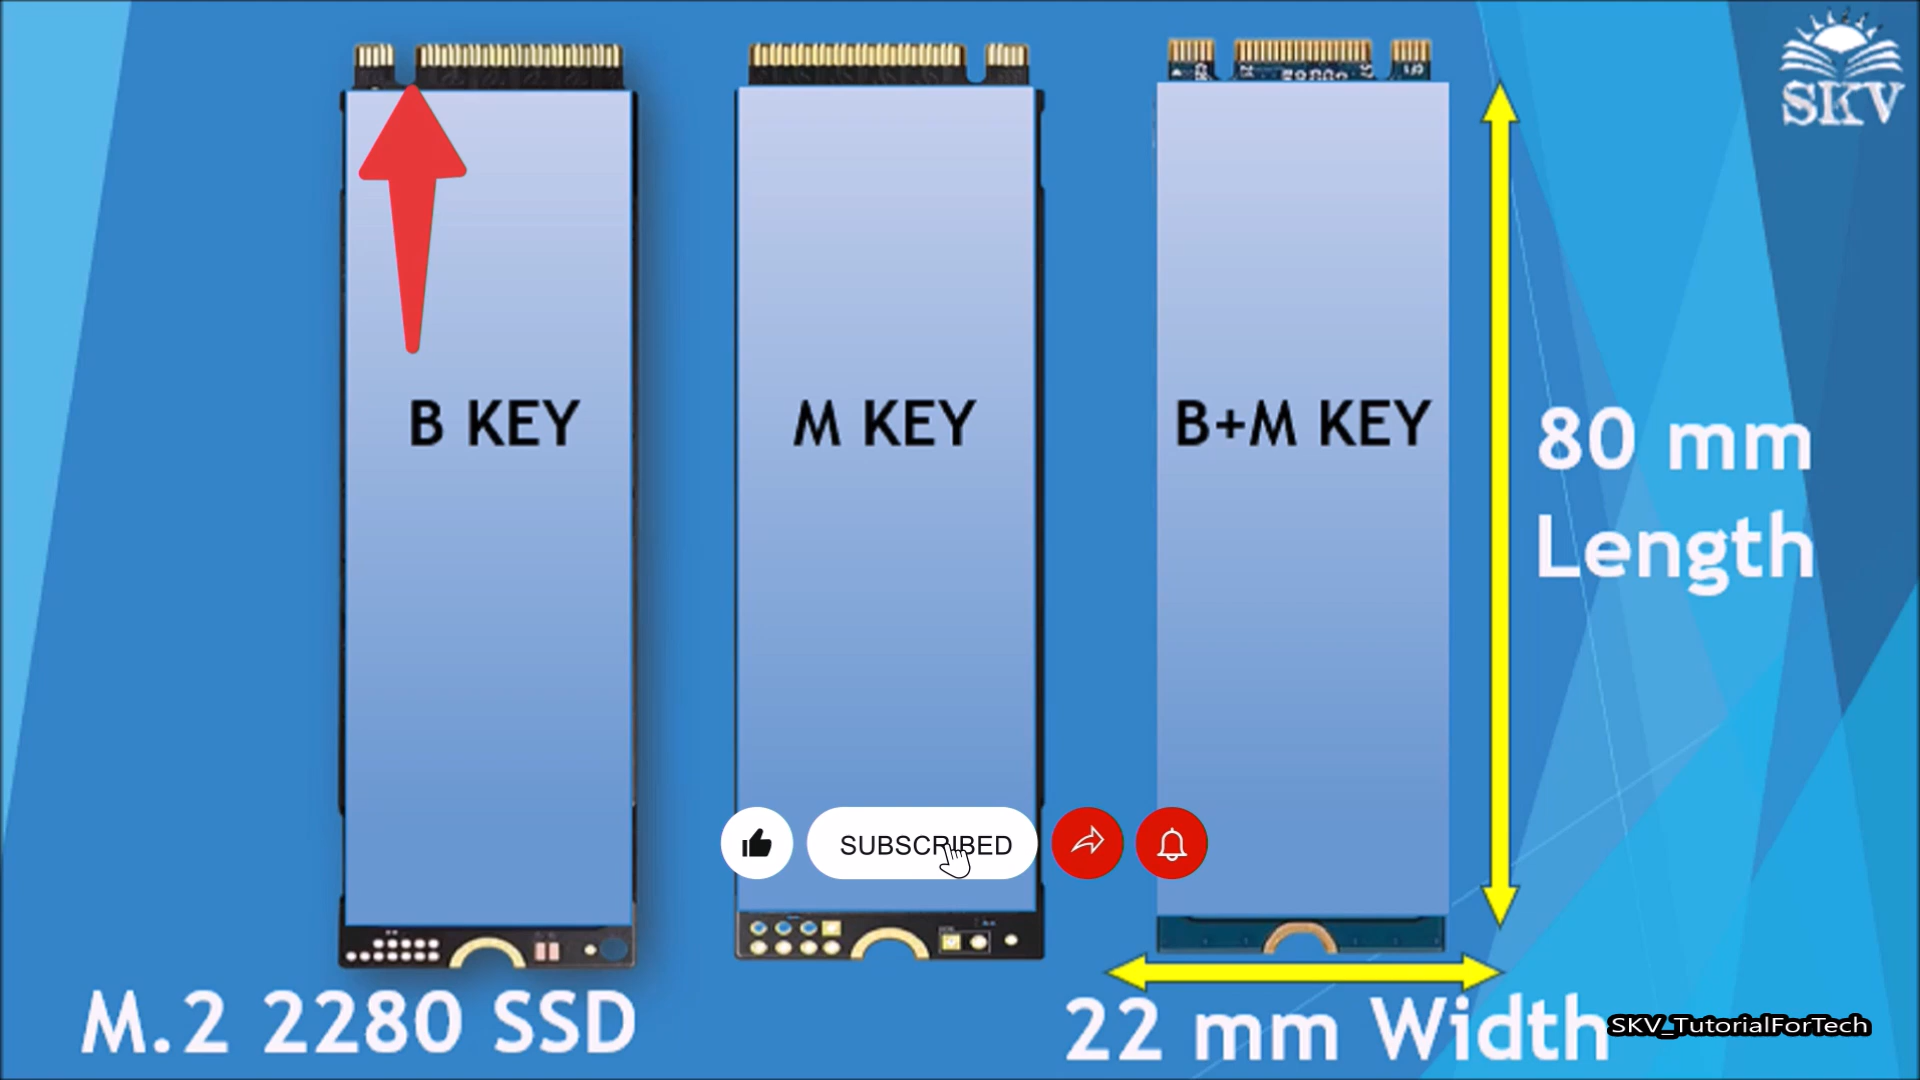 SKV
B KEY
M KEY
B+M KEY
80 mm
Length
SUBSCRIBED
M.2 2280 SSD
22 mm Width
SKV_TutorialForTech